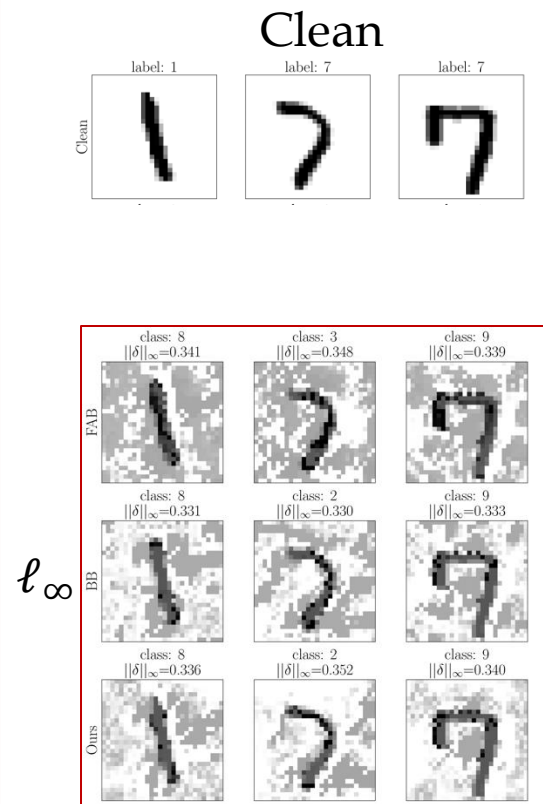 Clean
label: 1 label: 7 label: 7
Clean
class: 8 class: 3 class: 9
||δ||∞=0.341 ||δ||∞=0.348 ||δ||∞=0.339
FAB
class: 8 class: 2 class: 9
||δ||∞=0.331 ||δ||∞=0.330 ||δ||∞=0.333
ℓ∞
BB
class: 8 class: 2 class: 9
||δ||∞=0.336 ||δ||∞=0.352 ||δ||∞=0.340
Ours